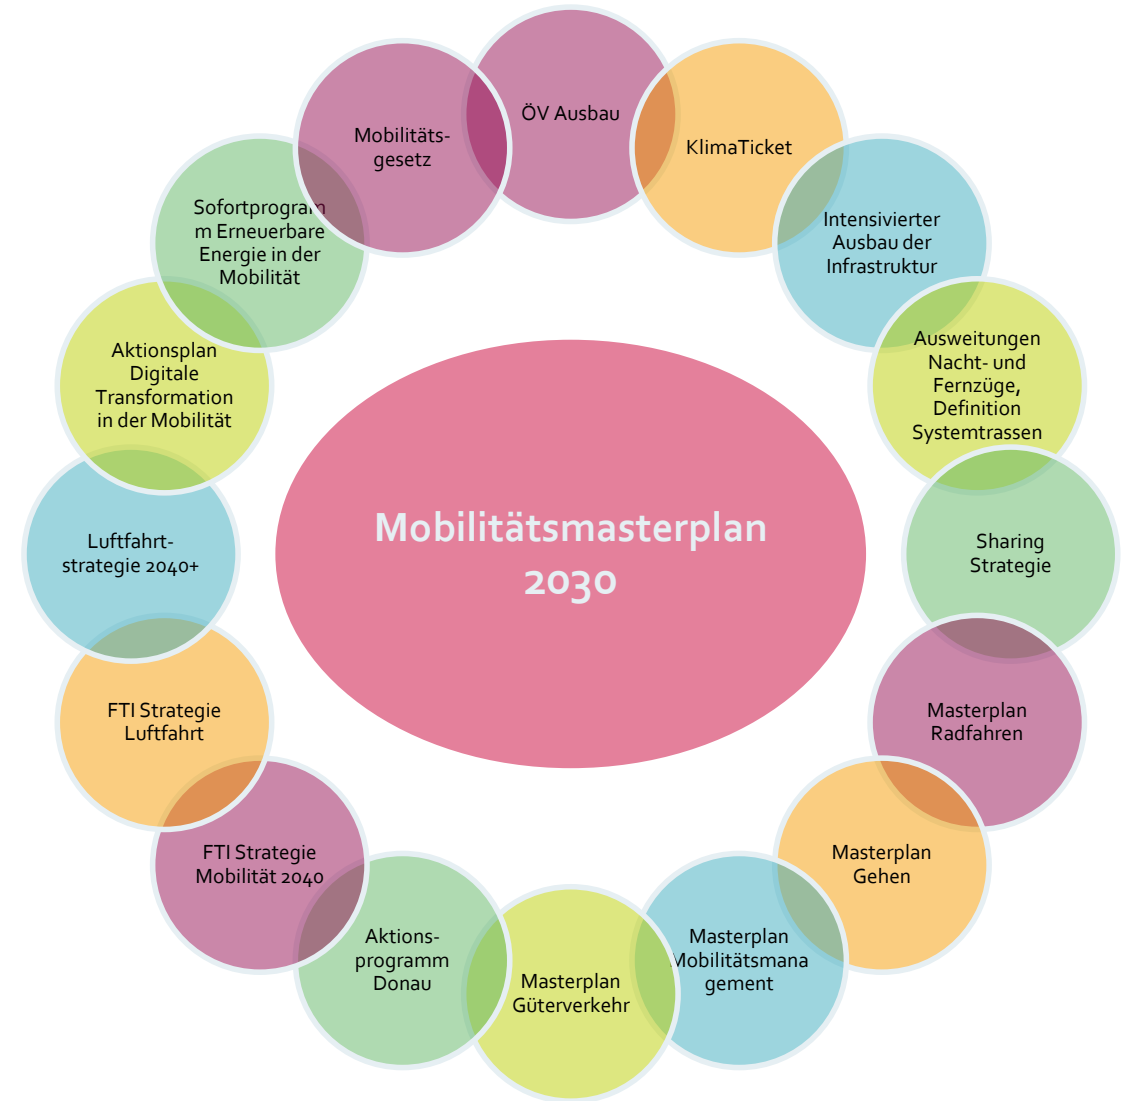 ÖV Ausbau
KlimaTicket
Intensivierter
Ausbau der
Infrastruktur
Ausweitungen
Nacht- und
Fernzüge,
Definition
Systemtrassen
Sharing
Strategie
Masterplan
Radfahren
Masterplan
Gehen
Masterplan
Mobilitätsmana
gement
Masterplan
Güterverkehr
Aktions-
programm
Donau
FTI Strategie
Mobilität 2040
FTI Strategie
Luftfahrt
Luftfahrt-
strategie 2040+
Aktionsplan
Digitale
Transformation
in der Mobilität
Sofortprogram
m Erneuerbare
Energie in der
Mobilität
Mobilitäts-
gesetz
Mobilitätsmasterplan
2030